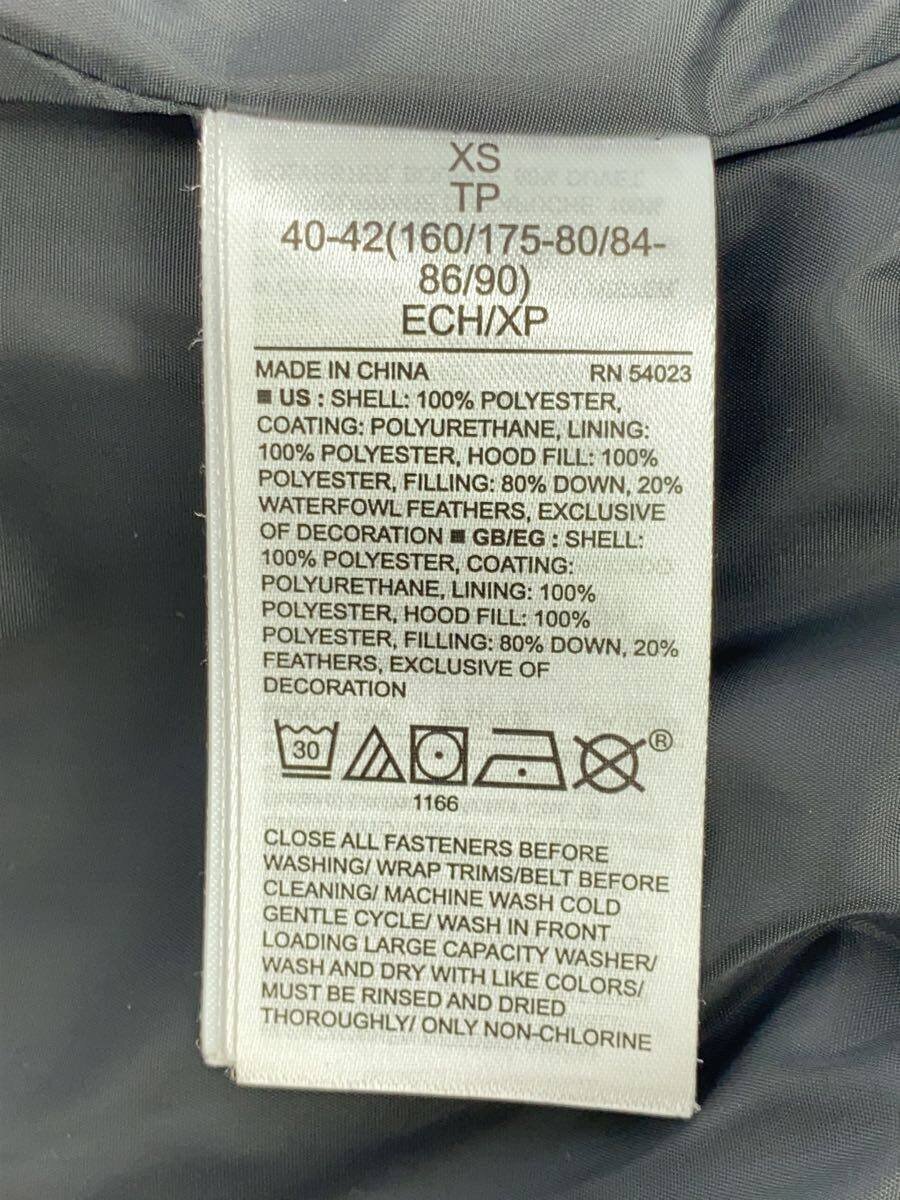 XS
TP
40-42(160/175-80/84-
86/90)
ECH/XP
MADE IN CHINA RN 54023
■ US : SHELL: 100% POLYESTER,
COATING: POLYURETHANE, LINING:
100% POLYESTER, HOOD FILL: 100%
POLYESTER, FILLING: 80% DOWN, 20%
WATERFOWL FEATHERS, EXCLUSIVE
OF DECORATION ■ GB/EG : SHELL:
100% POLYESTER, COATING:
POLYURETHANE, LINING: 100%
POLYESTER, HOOD FILL: 100%
POLYESTER, FILLING: 80% DOWN, 20%
FEATHERS, EXCLUSIVE OF
DECORATION
30 ®
1166
CLOSE ALL FASTENERS BEFORE
WASHING/ WRAP TRIMS/BELT BEFORE
CLEANING/ MACHINE WASH COLD
GENTLE CYCLE/ WASH IN FRONT
LOADING LARGE CAPACITY WASHER/
WASH AND DRY WITH LIKE COLORS/
MUST BE RINSED AND DRIED
THOROUGHLY/ ONLY NON-CHLORINE